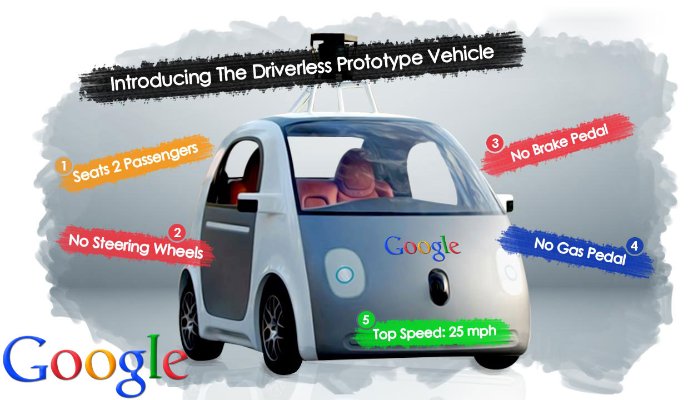 Introducing The Driverless Prototype Vehicle
1
Seats 2 Passengers
2
No Steering Wheels
3
No Brake Pedal
4
No Gas Pedal
Google
5
Top Speed: 25 mph
Google